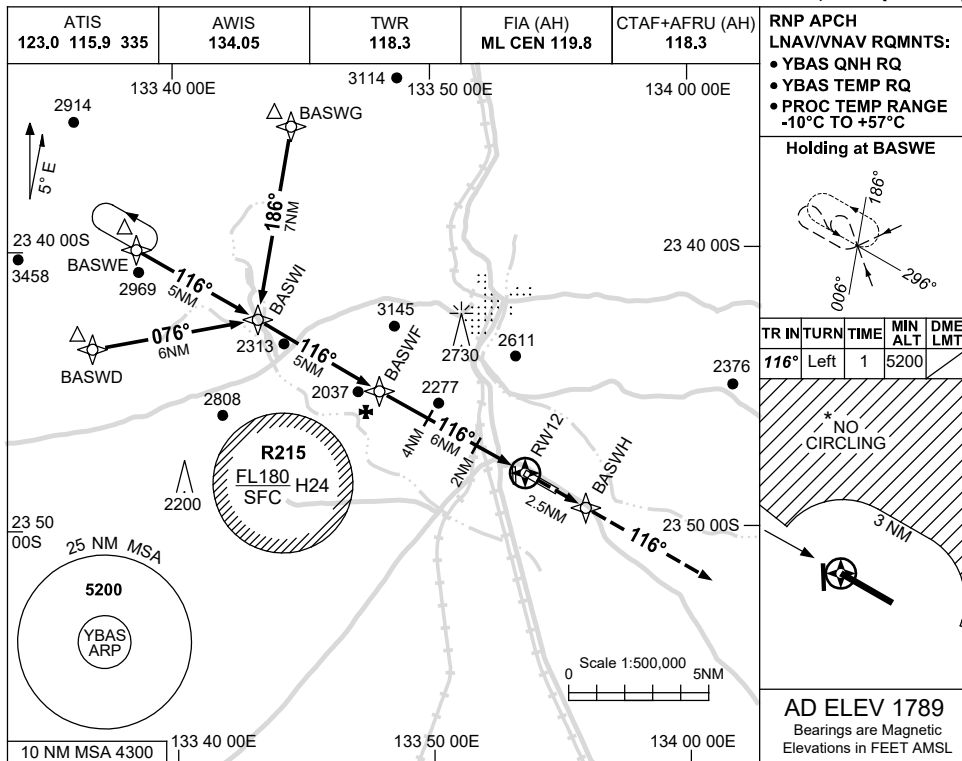 ATIS
123.0 115.9 335
AWIS
134.05
TWR
118.3
FIA (AH)
ML CEN 119.8
CTAF+AFRU (AH)
118.3
RNP APCH
LNAV/VNAV RQMNTS:
• YBAS QNH RQ
• YBAS TEMP RQ
• PROC TEMP RANGE
-10°C TO +57°C
133 40 00E
133 50 00E
134 00 00E
3114
2914
BASWG
5° E
186°
7NM
23 40 00S
23 40 00S
3458
BASWE
2969
116°
5NM
BASWI
076°
6NM
BASWD
2313
116°
5NM
3145
BASWF
2730
2611
2376
2037
2277
2808
4NM
116°
6NM
2NM
RW12
BASWH
2.5NM
116°
R215
FL180
SFC
H24
2200
23 50
00S
23 50 00S
25 NM MSA
5200
YBAS
ARP
10 NM MSA 4300
133 40 00E
133 50 00E
134 00 00E
Scale 1:500,000
0
5NM
Holding at BASWE
186°
296°
006°
TR IN TURN TIME MIN ALT DME LMT
116° Left 1 5200
*NO
CIRCLING
3 NM
AD ELEV 1789
Bearings are Magnetic
Elevations in FEET AMSL